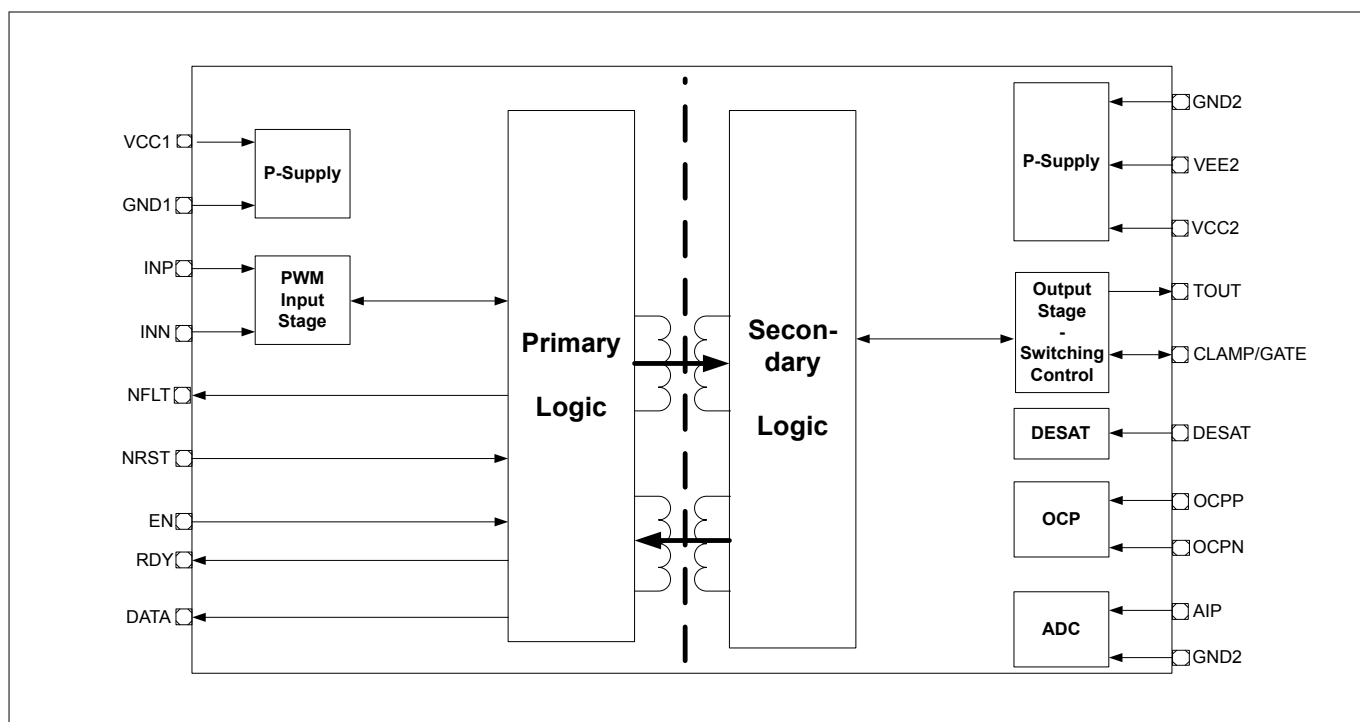 VCC1
GND1
INP
INN
NFLT
NRST
EN
RDY
DATA
P-Supply
PWM
Input
Stage
Primary
Logic
Secon-
dary
Logic
P-Supply
Output
Stage
-
Switching
Control
DESAT
OCP
ADC
GND2
VEE2
VCC2
TOUT
CLAMP/GATE
DESAT
OCPP
OCPN
AIP
GND2